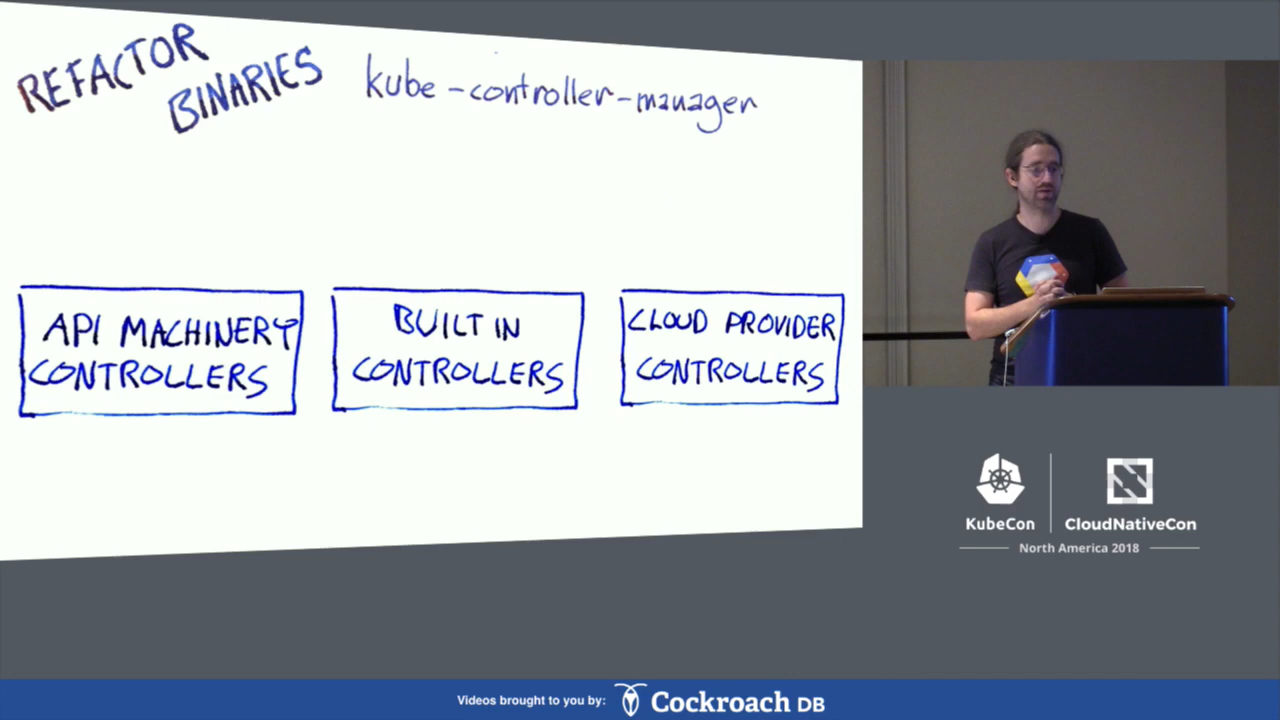 REFACTOR
BINARIES
kube-controller-manager
API MACHINERY
CONTROLLERS
BUILT IN
CONTROLLERS
CLOUD PROVIDER
CONTROLLERS
KubeCon
CloudNativeCon
North America 2018
Videos brought to you by:
Cockroach DB